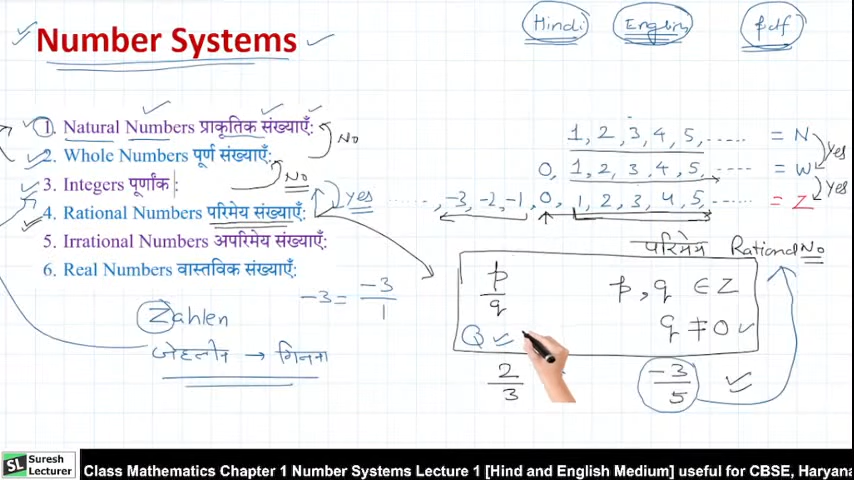 Number Systems
Hindi English pdf
1. Natural Numbers प्राकृतिक संख्याएँ:
2. Whole Numbers पूर्ण संख्याएँ:
3. Integers पूर्णांक :
4. Rational Numbers परिमेय संख्याएँ:
5. Irrational Numbers अपरिमेय संख्याएँ:
6. Real Numbers वास्तविक संख्याएँ:
No
No
Yes
1, 2, 3, 4, 5, ...... = N
0, 1, 2, 3, 4, 5, ...... = W
......, -3, -2, -1, 0, 1, 2, 3, 4, 5, ...... = Z
Yes
Yes
परिमेय Rational No
p/q p, q ∈ Z
Q q ≠ 0
2/3 -3/5
-3 = -3/1
Zahlen
जेहलेन → गिनना
SL Suresh Lecturer
Class Mathematics Chapter 1 Number Systems Lecture 1 [Hind and English Medium] useful for CBSE, Haryana